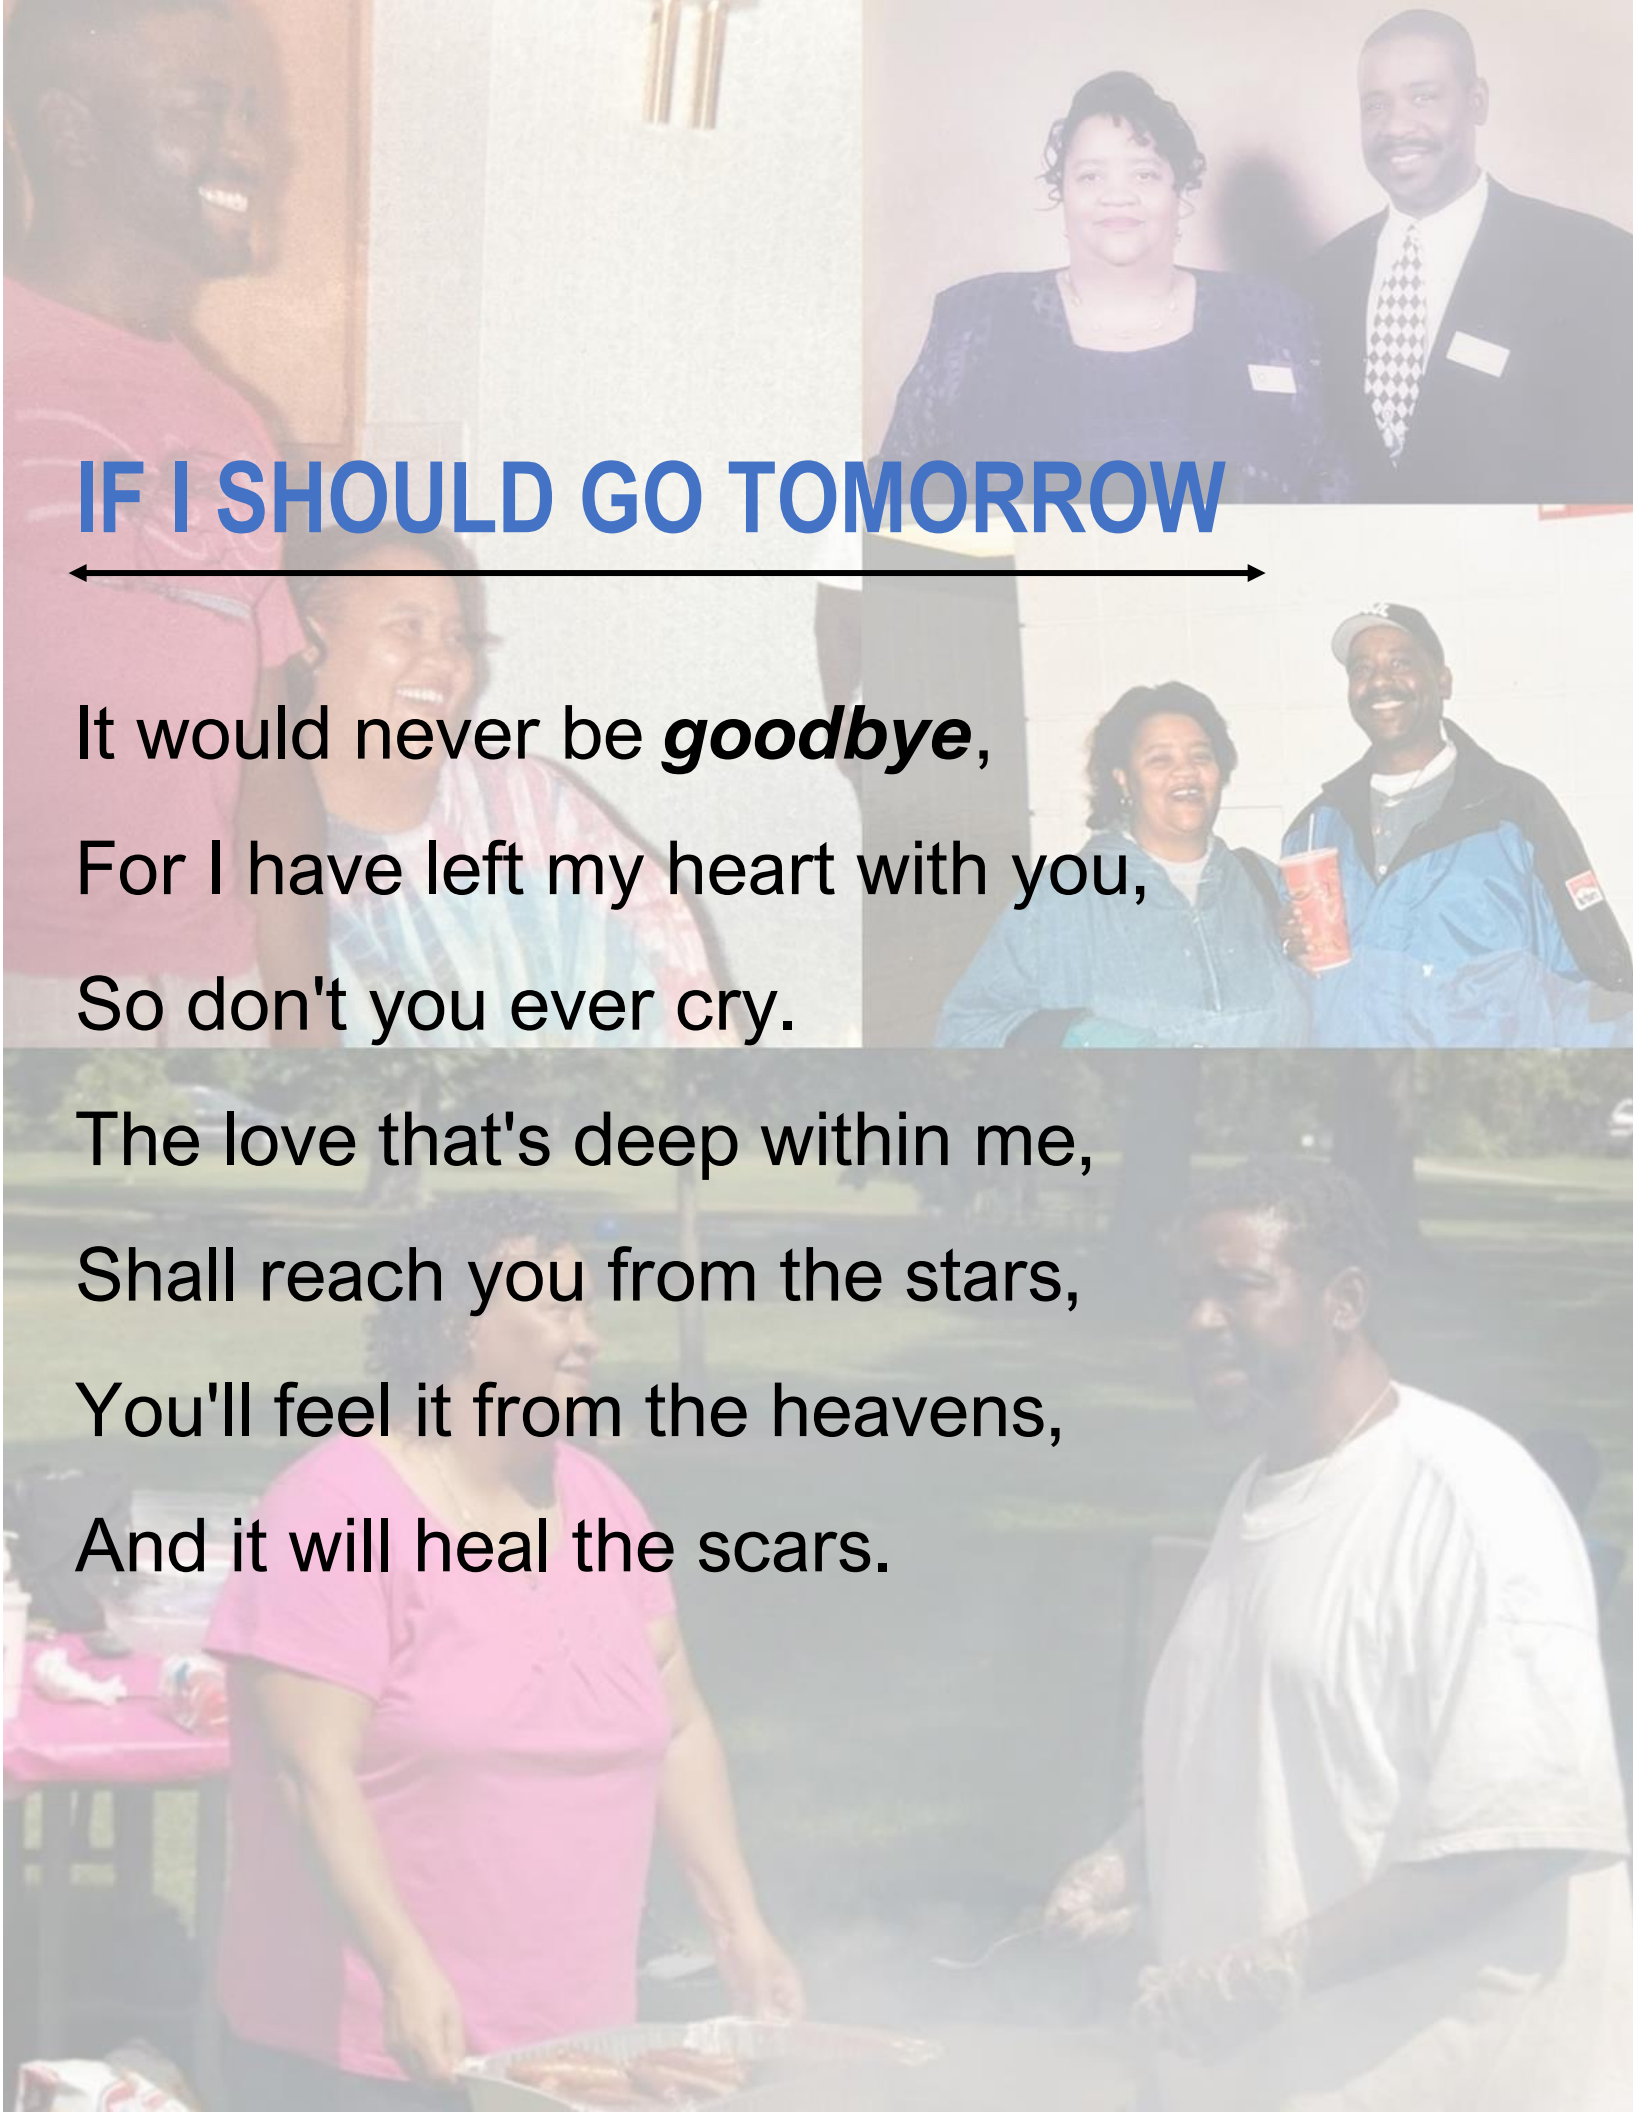 IF I SHOULD GO TOMORROW
It would never be goodbye,
For I have left my heart with you,
So don't you ever cry.
The love that's deep within me,
Shall reach you from the stars,
You'll feel it from the heavens,
And it will heal the scars.